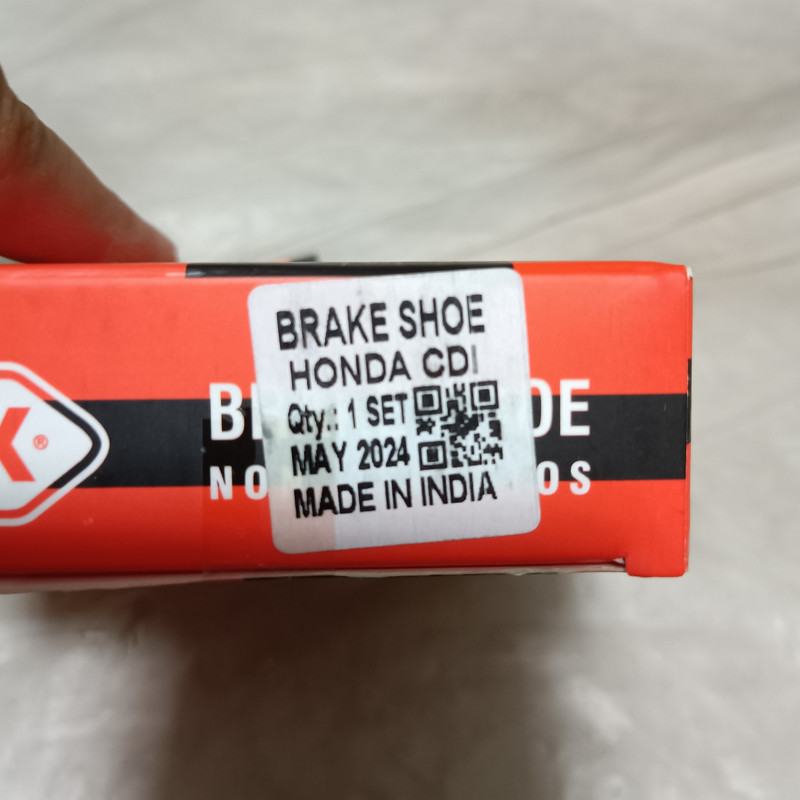 BRAKE SHOE
HONDA CDI
Qty.: 1 SET
MAY 2024
MADE IN INDIA
K®